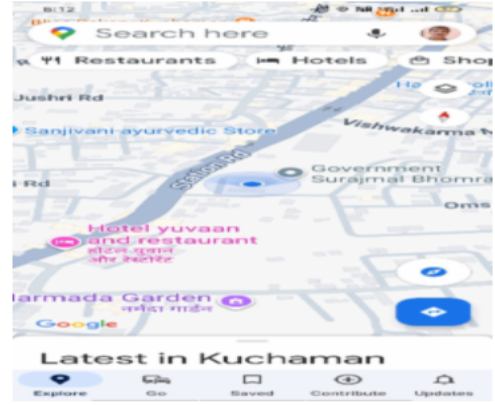 8:12
Search here
Restaurants
Hotels
Shop
Jushri Rd
Sanjivani ayurvedic Store
Vishwakarma
Station Rd
Government
Surajmal Bhomra
Rd
Oms
Hotel yuvaan
and restaurant
होटल युवान
और रेस्टोरेंट
armada Garden
नर्मदा गार्डन
Google
Latest in Kuchaman
Explore
Go
Saved
Contribute
Updates